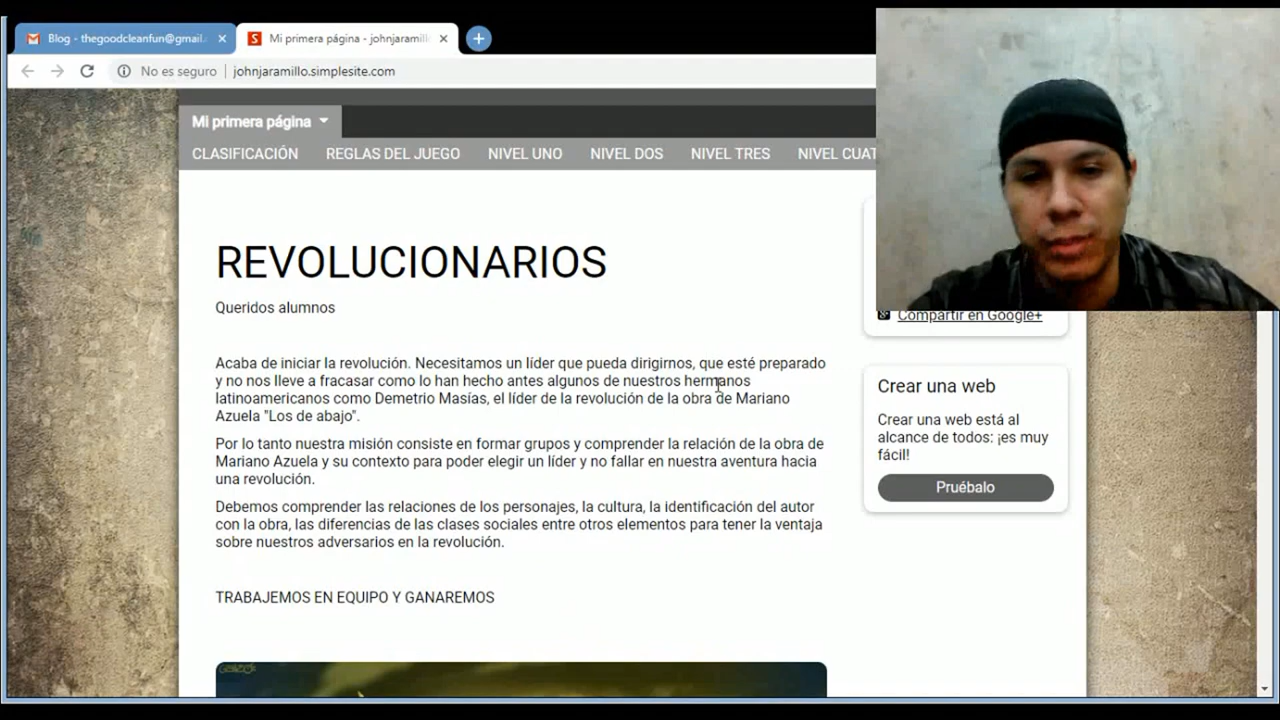 Blog - thegoodcleanfun@gmail.
Mi primera página - johnjaramill
No es seguro
johnjaramillo.simplesite.com
Mi primera página
CLASIFICACIÓN
REGLAS DEL JUEGO
NIVEL UNO
NIVEL DOS
NIVEL TRES
NIVEL CUAT
REVOLUCIONARIOS
Queridos alumnos
Acaba de iniciar la revolución. Necesitamos un líder que pueda dirigirnos, que esté preparado
y no nos lleve a fracasar como lo han hecho antes algunos de nuestros hermanos
latinoamericanos como Demetrio Masías, el líder de la revolución de la obra de Mariano
Azuela "Los de abajo".
Por lo tanto nuestra misión consiste en formar grupos y comprender la relación de la obra de
Mariano Azuela y su contexto para poder elegir un líder y no fallar en nuestra aventura hacia
una revolución.
Debemos comprender las relaciones de los personajes, la cultura, la identificación del autor
con la obra, las diferencias de las clases sociales entre otros elementos para tener la ventaja
sobre nuestros adversarios en la revolución.
TRABAJEMOS EN EQUIPO Y GANAREMOS
Compartir en Google+
Crear una web
Crear una web está al
alcance de todos: ¡es muy
fácil!
Pruébalo